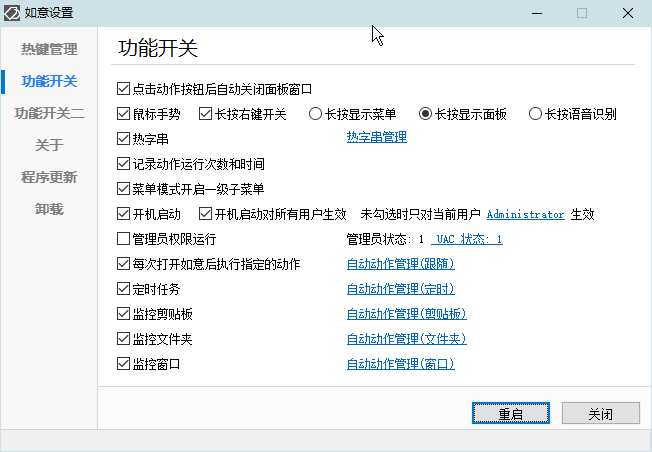 如意设置
热键管理
功能开关
功能开关二
关于
程序更新
卸载
功能开关
点击动作按钮后自动关闭面板窗口
鼠标手势 长按右键开关 长按显示菜单 长按显示面板 长按语音识别
热字串 热字串管理
记录动作运行次数和时间
菜单模式开启一级子菜单
开机启动 开机启动对所有用户生效 未勾选时只对当前用户 Administrator 生效
管理员权限运行 管理员状态: 1 UAC 状态: 1
每次打开如意后执行指定的动作 自动动作管理(跟随)
定时任务 自动动作管理(定时)
监控剪贴板 自动动作管理(剪贴板)
监控文件夹 自动动作管理(文件夹)
监控窗口 自动动作管理(窗口)
重启 关闭